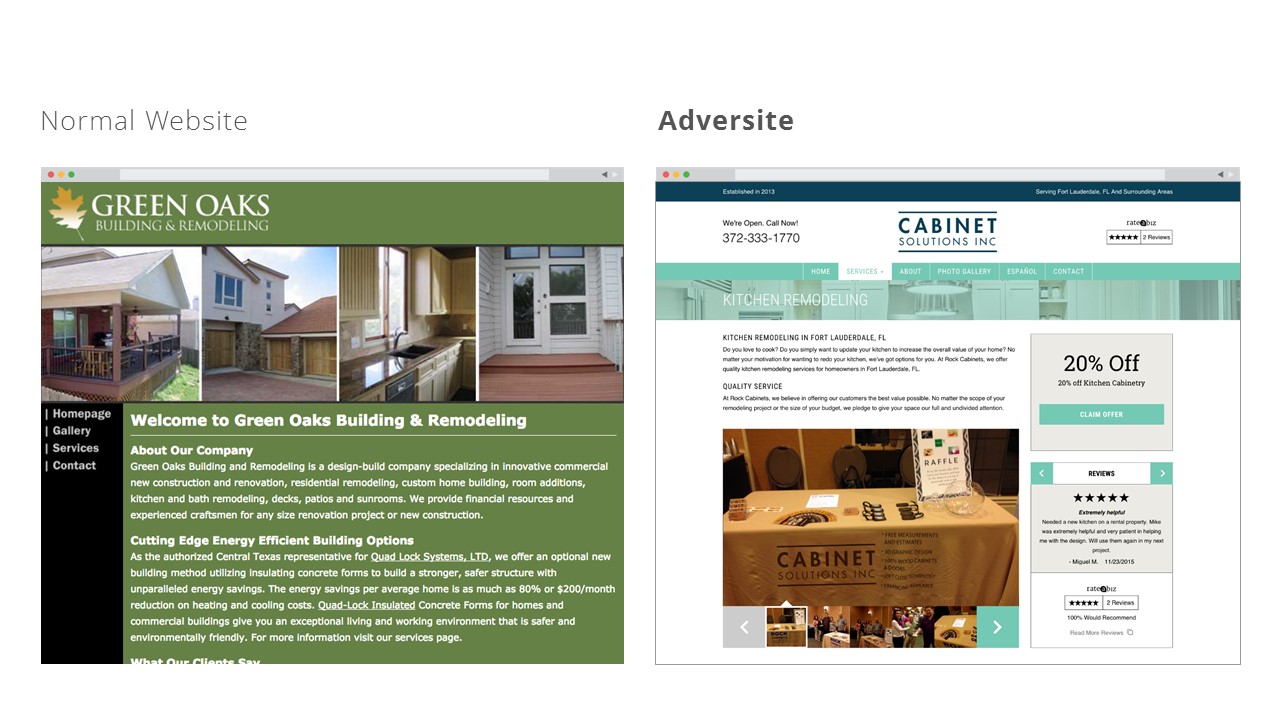 Normal Website
Adversite
GREEN OAKS
BUILDING & REMODELING
| Homepage
| Gallery
| Services
| Contact
Welcome to Green Oaks Building & Remodeling
About Our Company
Green Oaks Building and Remodeling is a design-build company specializing in innovative commercial
new construction and renovation, residential remodeling, custom home building, room additions,
kitchen and bath remodeling, decks, patios and sunrooms. We provide financial resources and
experienced craftsmen for any size renovation project or new construction.
Cutting Edge Energy Efficient Building Options
As the authorized Central Texas representative for Quad Lock Systems, LTD, we offer an optional new
building method utilizing insulating concrete forms to build a stronger, safer structure with
unparalleled energy savings. The energy savings per average home is as much as 80% or $200/month
reduction on heating and cooling costs. Quad-Lock Insulated Concrete Forms for homes and
commercial buildings give you an exceptional living and working environment that is safer and
environmentally friendly. For more information visit our services page.
What Our Clients Say
Established in 2013
Serving Fort Lauderdale, FL And Surrounding Areas
We're Open. Call Now!
372-333-1770
CABINET
SOLUTIONS INC
rateabiz
★★★★★ 2 Reviews
HOME
SERVICES
ABOUT
PHOTO GALLERY
ESPAÑOL
CONTACT
KITCHEN REMODELING
KITCHEN REMODELING IN FORT LAUDERDALE, FL
Do you love to cook? Do you simply want to update your kitchen to increase the overall value of your home? No
matter your motivation for wanting to redo your kitchen, we've got options for you. At Rock Cabinets, we offer
quality kitchen remodeling services for homeowners in Fort Lauderdale, FL.
QUALITY SERVICE
At Rock Cabinets, we believe in offering our customers the best value possible. No matter the scope of your
remodeling project or the size of your budget, we pledge to give your space our full and undivided attention.
RAFFLE
CABINET
SOLUTIONS INC
* FREE MEASUREMENTS
AND ESTIMATES
* 3D GRAPHIC DESIGN
* 100% WOOD CABINETS
& DOORS
20% Off
20% off Kitchen Cabinetry
CLAIM OFFER
REVIEWS
★★★★★
Extremely helpful
Needed a new kitchen on a rental property. Mike
was extremely helpful and very patient in helping
me with the design. Will use them again in my next
project.
- Miguel M. 11/23/2015
rateabiz
★★★★★ 2 Reviews
100% Would Recommend
Read More Reviews